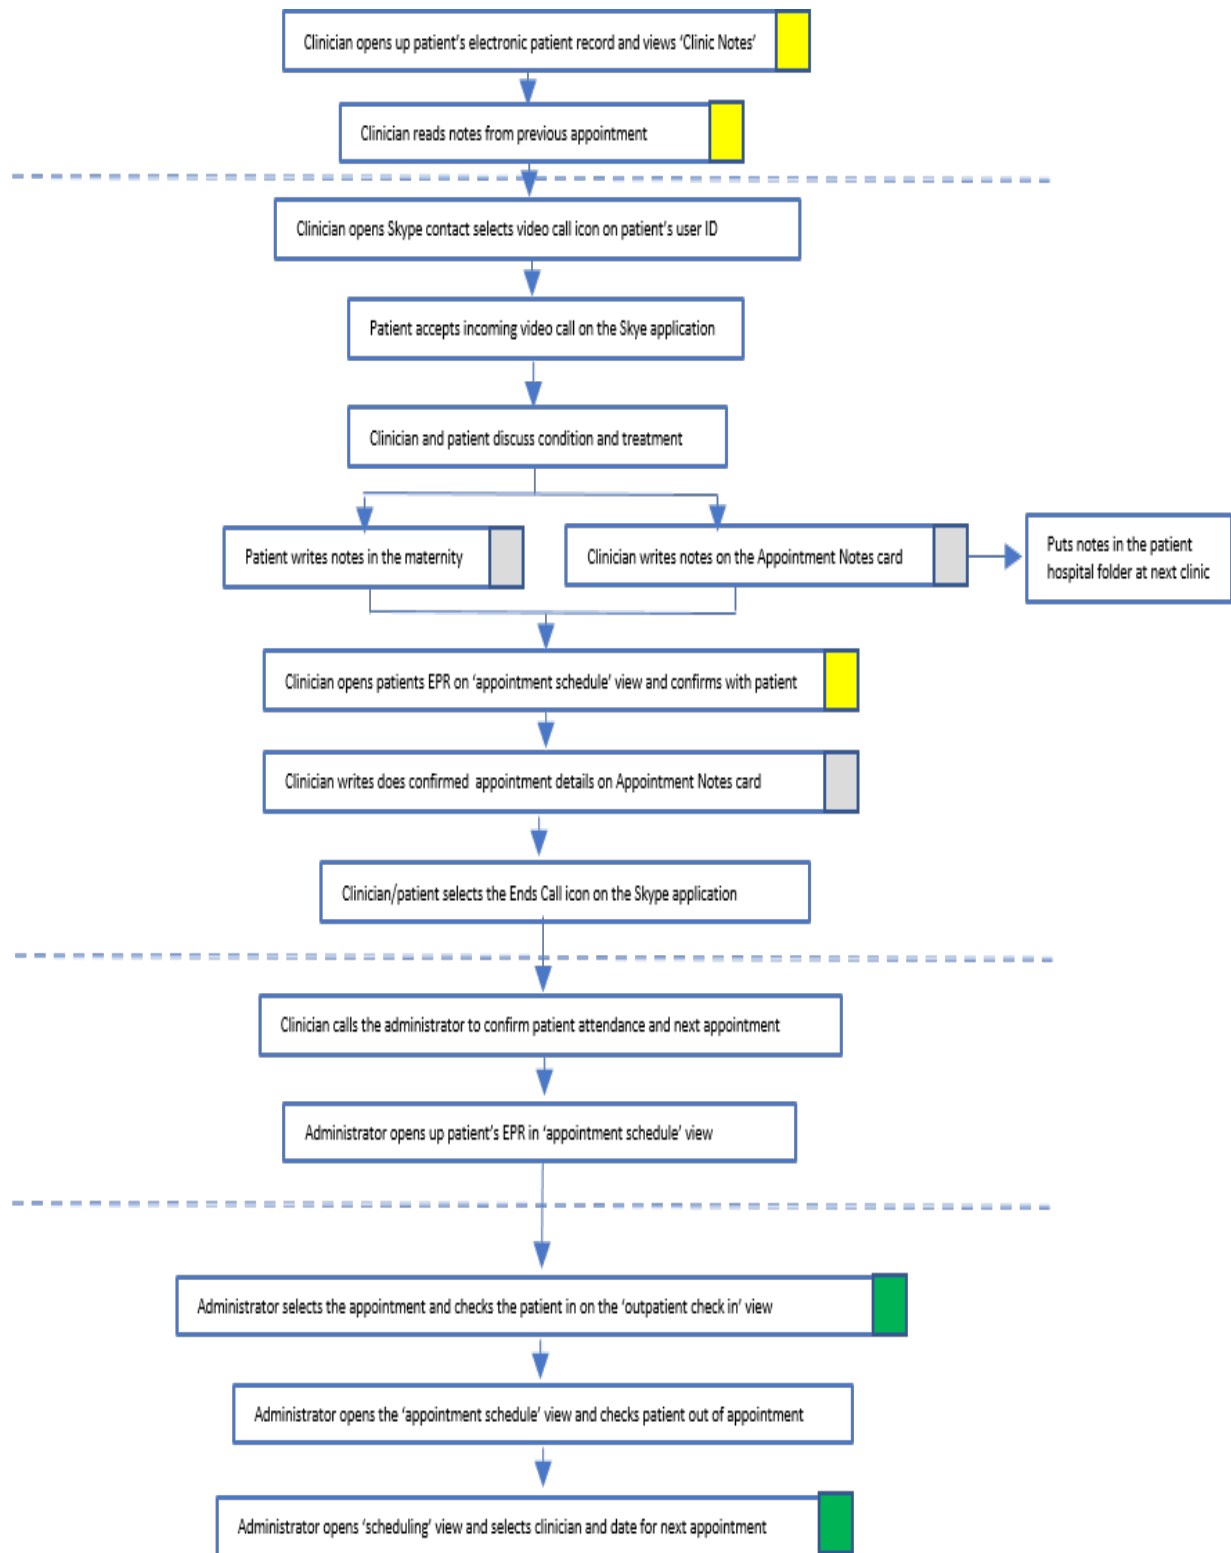 Clinician opens up patient's electronic patient record and views 'Clinic Notes'
Clinician reads notes from previous appointment
Clinician opens Skype contact selects video call icon on patient's user ID
Patient accepts incoming video call on the Skye application
Clinician and patient discuss condition and treatment
Patient writes notes in the maternity
Clinician writes notes on the Appointment Notes card
Puts notes in the patient
hospital folder at next clinic
Clinician opens patients EPR on 'appointment schedule' view and confirms with patient
Clinician writes does confirmed appointment details on Appointment Notes card
Clinician/patient selects the Ends Call icon on the Skype application
Clinician calls the administrator to confirm patient attendance and next appointment
Administrator opens up patient's EPR in 'appointment schedule' view
Administrator selects the appointment and checks the patient in on the 'outpatient check in' view
Administrator opens the 'appointment schedule' view and checks patient out of appointment
Administrator opens 'scheduling' view and selects clinician and date for next appointment